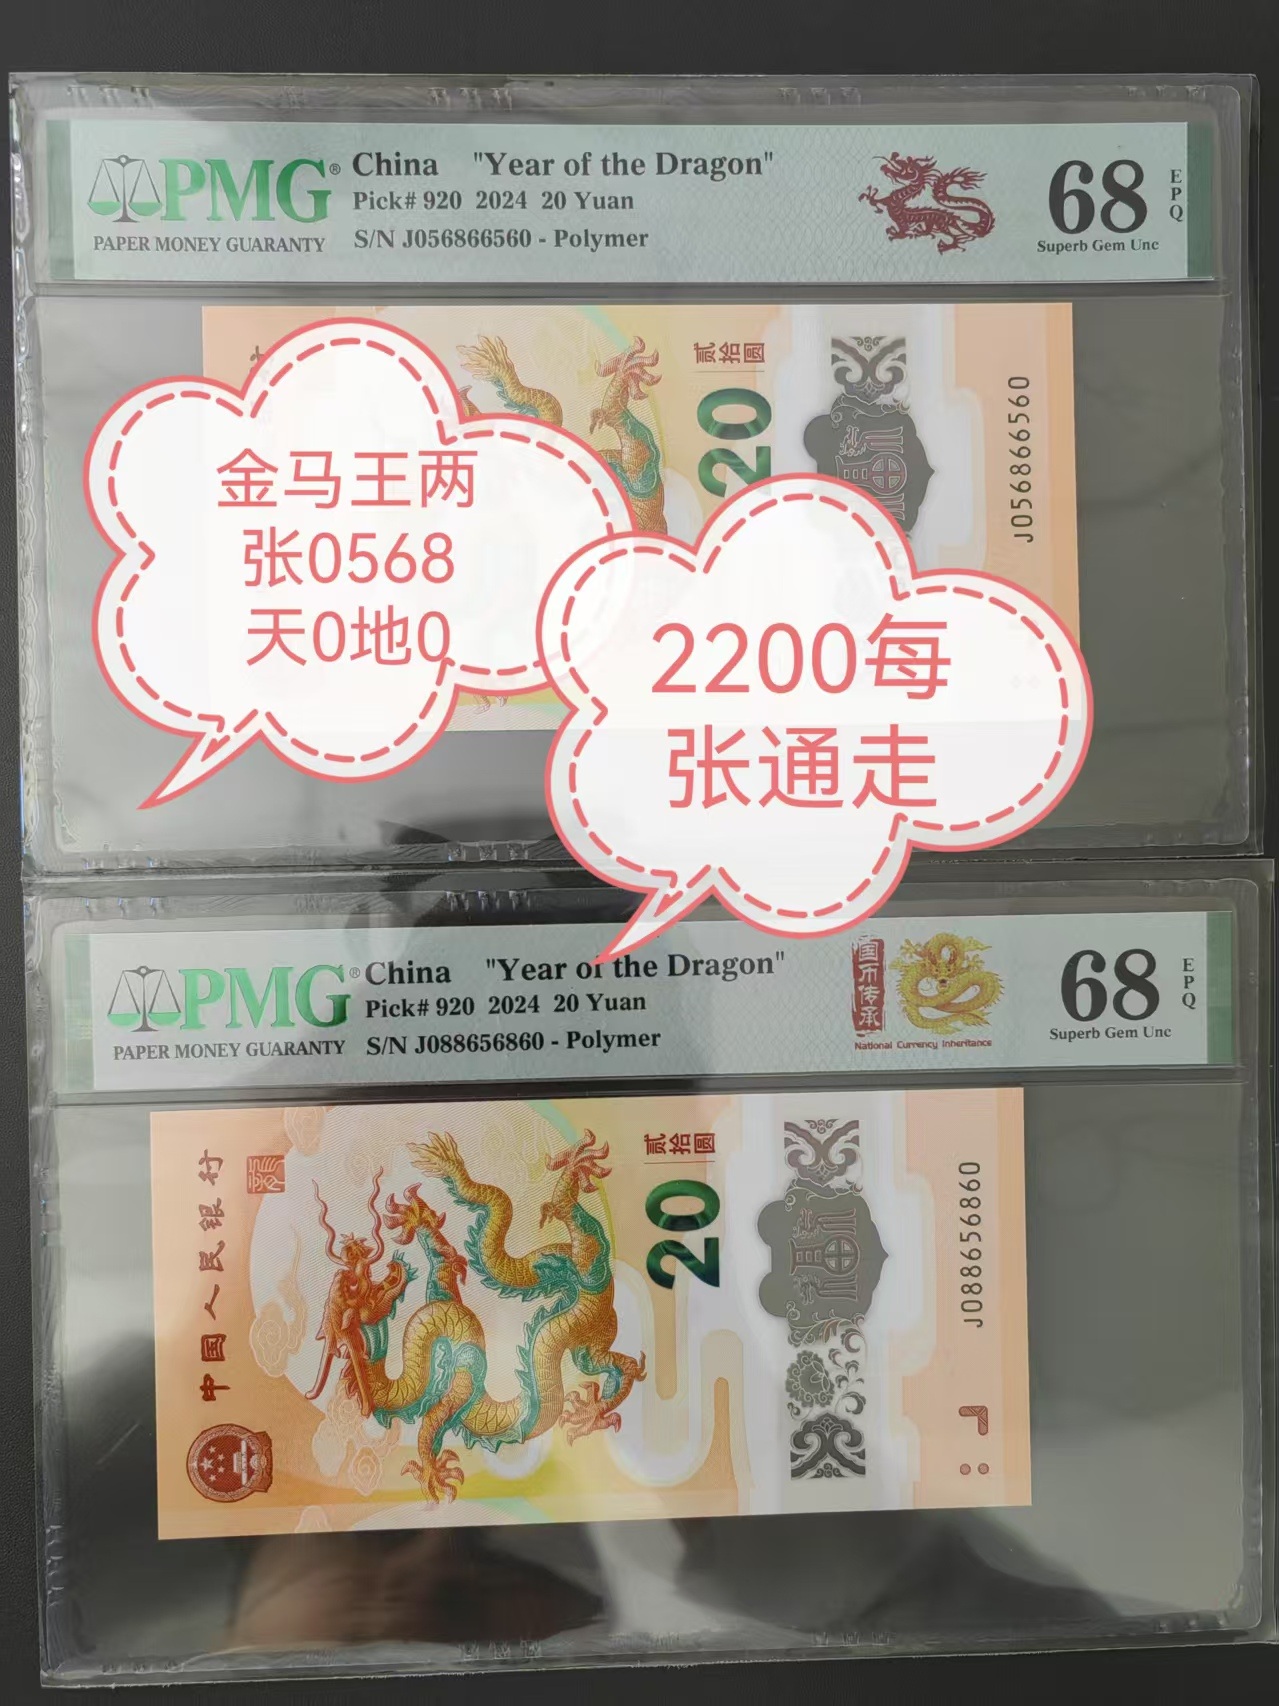 PMG®
PAPER MONEY GUARANTY
China "Year of the Dragon"
Pick# 920 2024 20 Yuan
S/N J056866560 - Polymer
68
EPQ
Superb Gem Unc
贰拾圆
20
J056866560
金马王两
张0568
天0地0
2200每
张通走
PMG®
PAPER MONEY GUARANTY
China "Year of the Dragon"
Pick# 920 2024 20 Yuan
S/N J088656860 - Polymer
国币传承
National Currency Inheritance
68
EPQ
Superb Gem Unc
中国人民银行
贰拾圆
20
J088656860